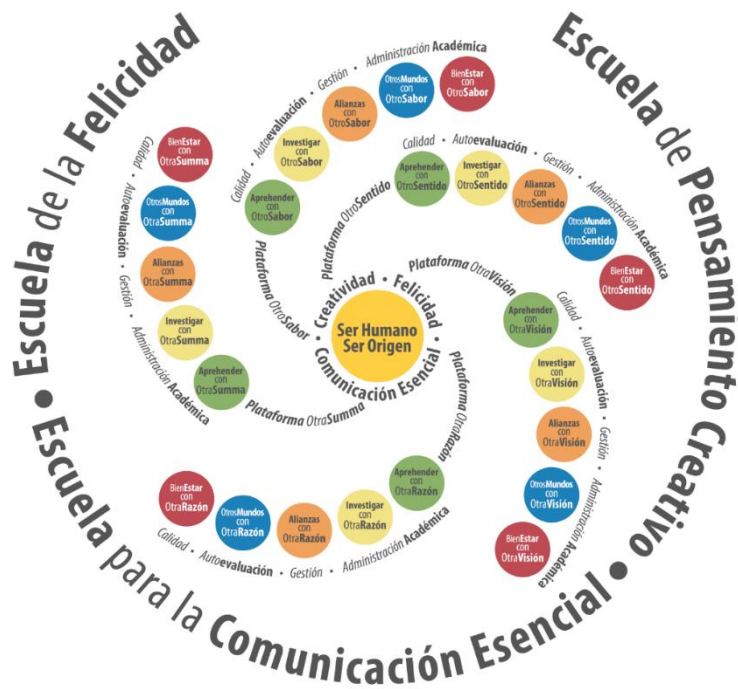 Escuela de la Felicidad • Escuela para la Comunicación Esencial • Escuela de Pensamiento Creativo
Creatividad • Felicidad • Comunicación Esencial •
Ser Humano
Ser Origen
Plataforma OtroSabor
Calidad • Autoevaluación • Gestión • Administración Académica
Aprehender
con
OtroSabor
Investigar
con
OtroSabor
Alianzas
con
OtroSabor
OtrosMundos
con
OtroSabor
BienEstar
con
OtroSabor
Plataforma OtroSentido
Calidad • Autoevaluación • Gestión • Administración Académica
Aprehender
con
OtroSentido
Investigar
con
OtroSentido
Alianzas
con
OtroSentido
OtrosMundos
con
OtroSentido
BienEstar
con
OtroSentido
Plataforma OtraVisión
Calidad • Autoevaluación • Gestión • Administración Académica
Aprehender
con
OtraVisión
Investigar
con
OtraVisión
Alianzas
con
OtraVisión
OtrosMundos
con
OtraVisión
BienEstar
con
OtraVisión
Plataforma OtraRazón
Calidad • Autoevaluación • Gestión • Administración Académica
Aprehender
con
OtraRazón
Investigar
con
OtraRazón
Alianzas
con
OtraRazón
OtrosMundos
con
OtraRazón
BienEstar
con
OtraRazón
Plataforma OtraSumma
Calidad • Autoevaluación • Gestión • Administración Académica
Aprehender
con
OtraSumma
Investigar
con
OtraSumma
Alianzas
con
OtraSumma
OtrosMundos
con
OtraSumma
BienEstar
con
OtraSumma